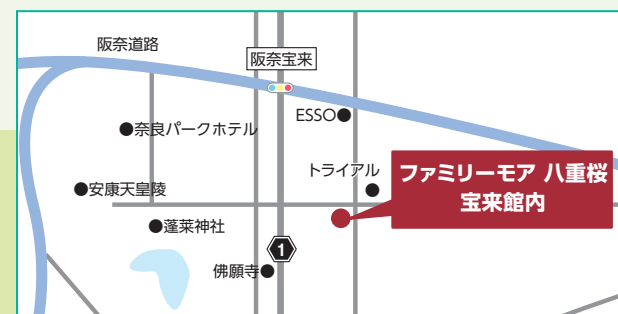 阪奈道路
阪奈宝来
ESSO
奈良パークホテル
トライアル
ファミリーモア 八重桜
宝来館内
安康天皇陵
蓬莱神社
1
佛願寺